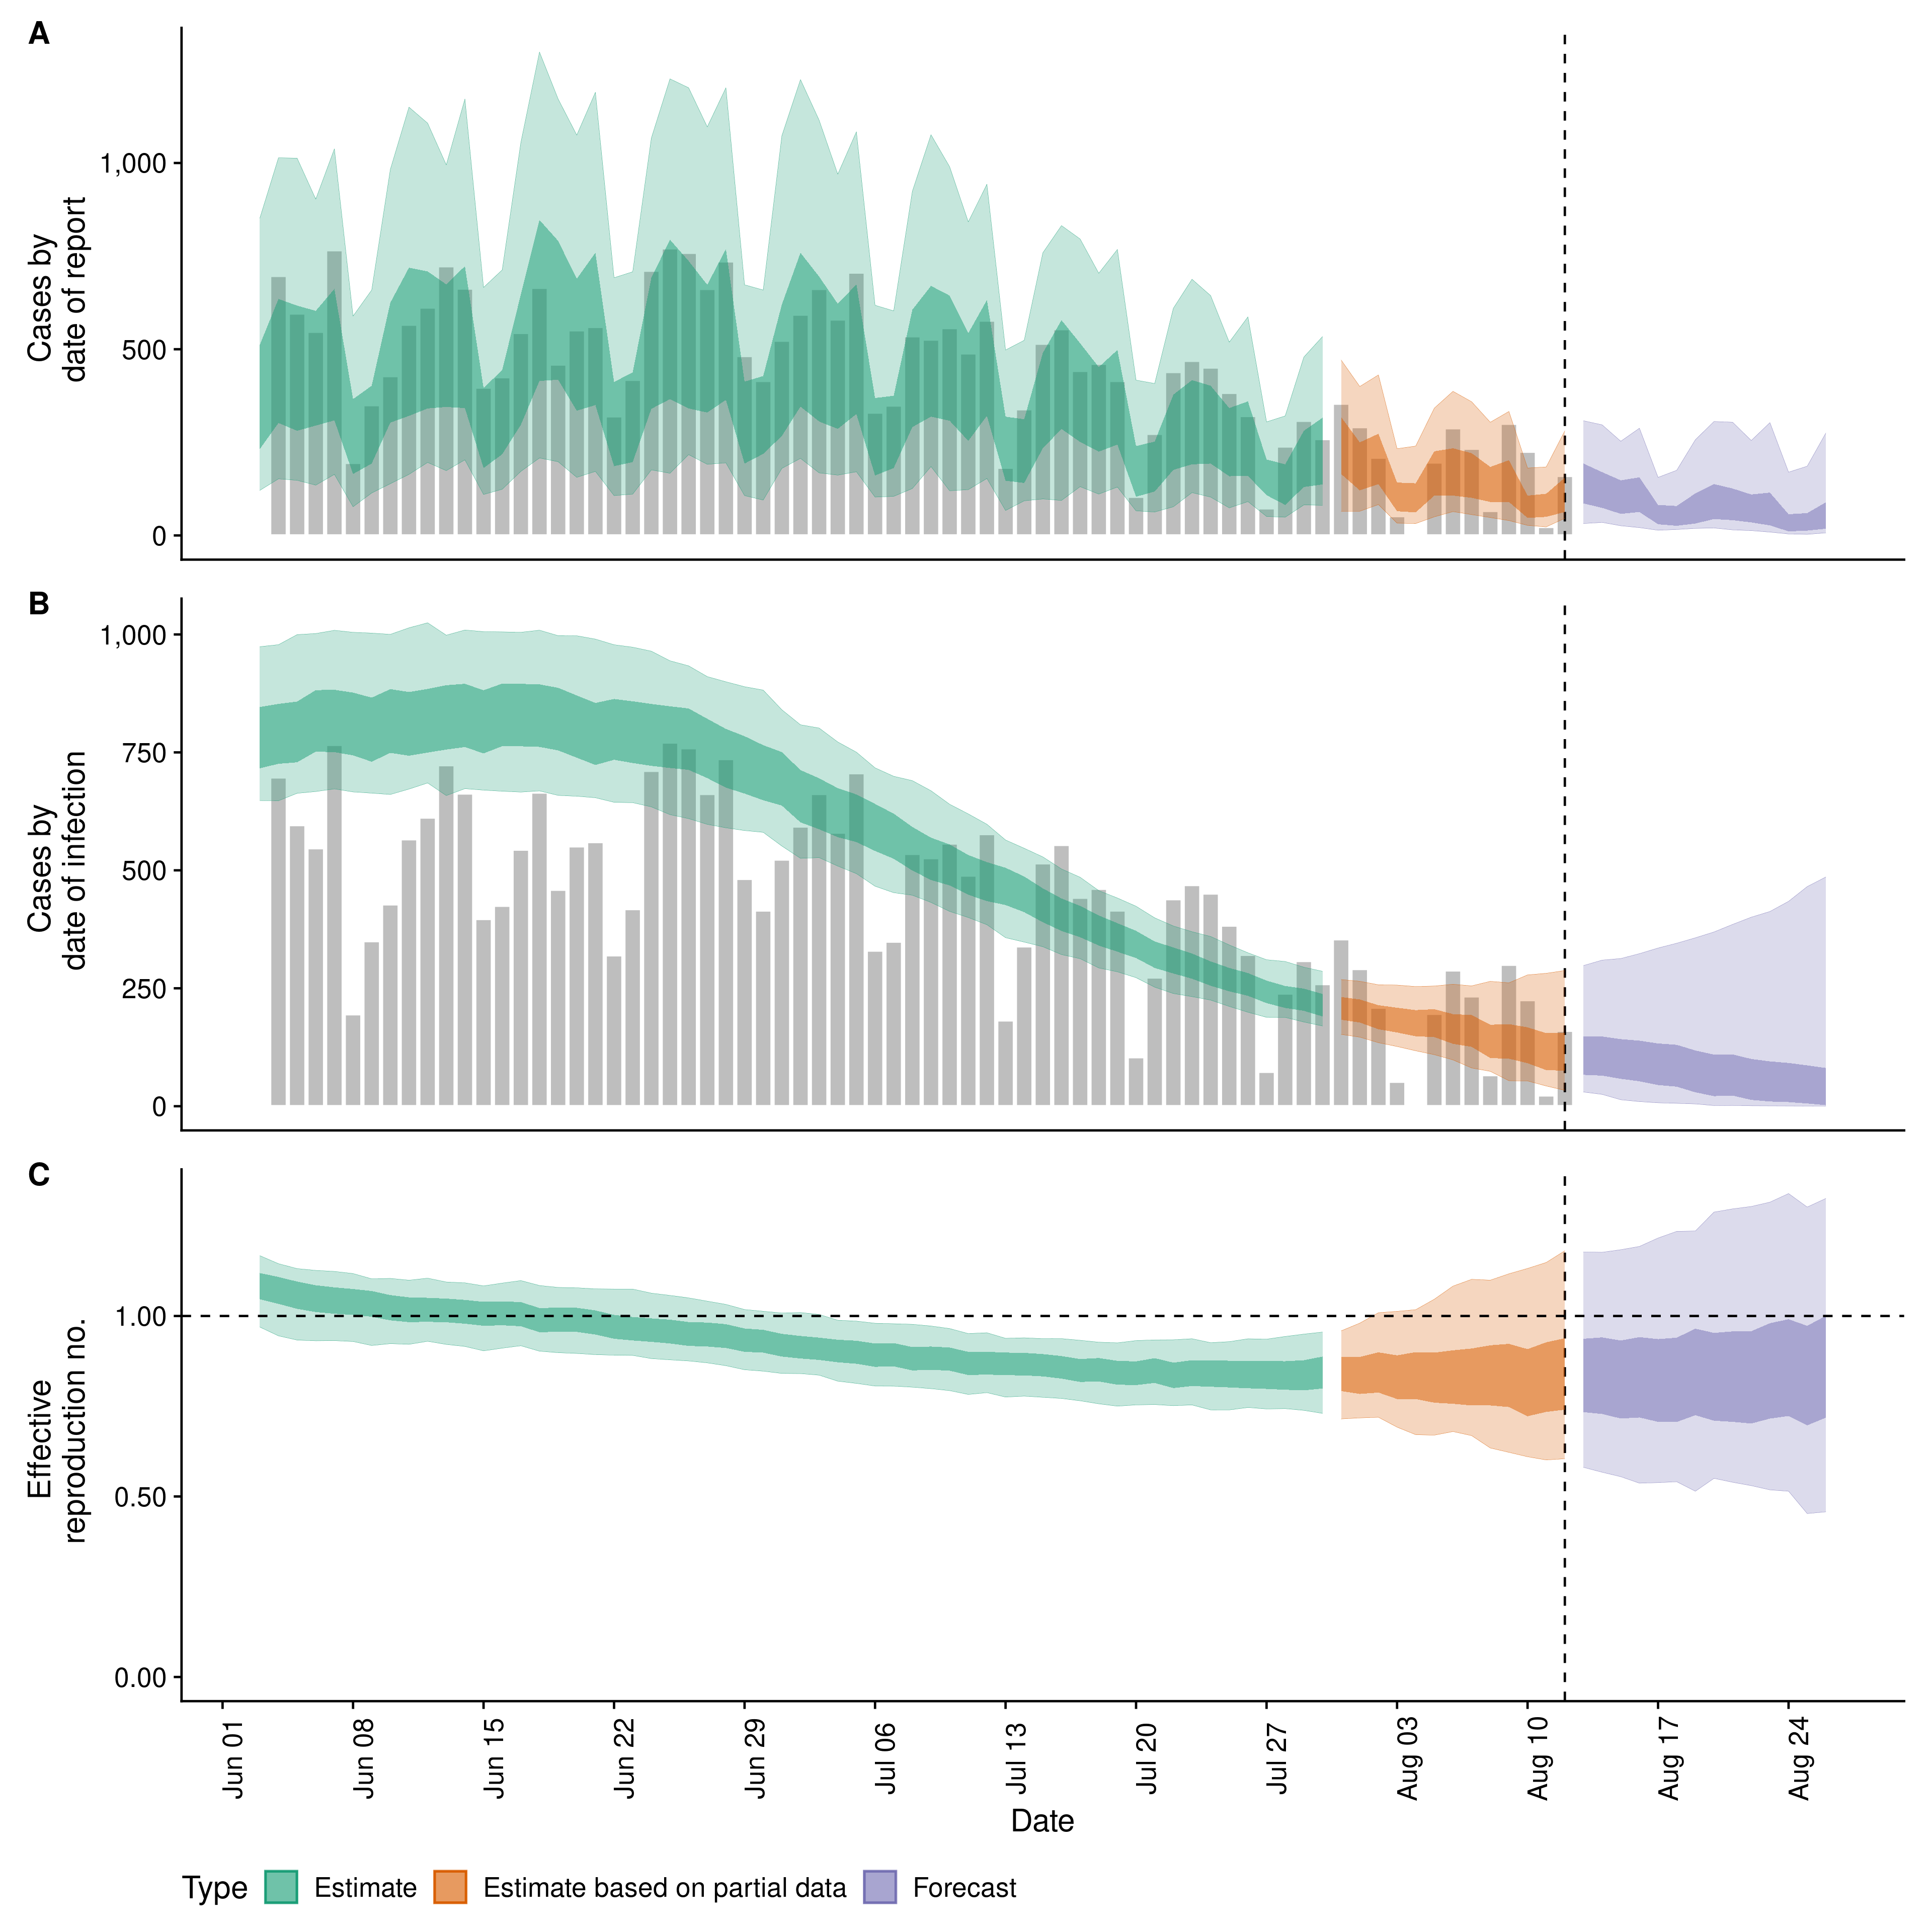 A
Cases by
date of report
1,000
500
0
B
Cases by
date of infection
1,000
750
500
250
0
C
Effective
reproduction no.
1.00
0.50
0.00
Jun 01
Jun 08
Jun 15
Jun 22
Jun 29
Jul 06
Jul 13
Jul 20
Jul 27
Aug 03
Aug 10
Aug 17
Aug 24
Date
Type Estimate Estimate based on partial data Forecast